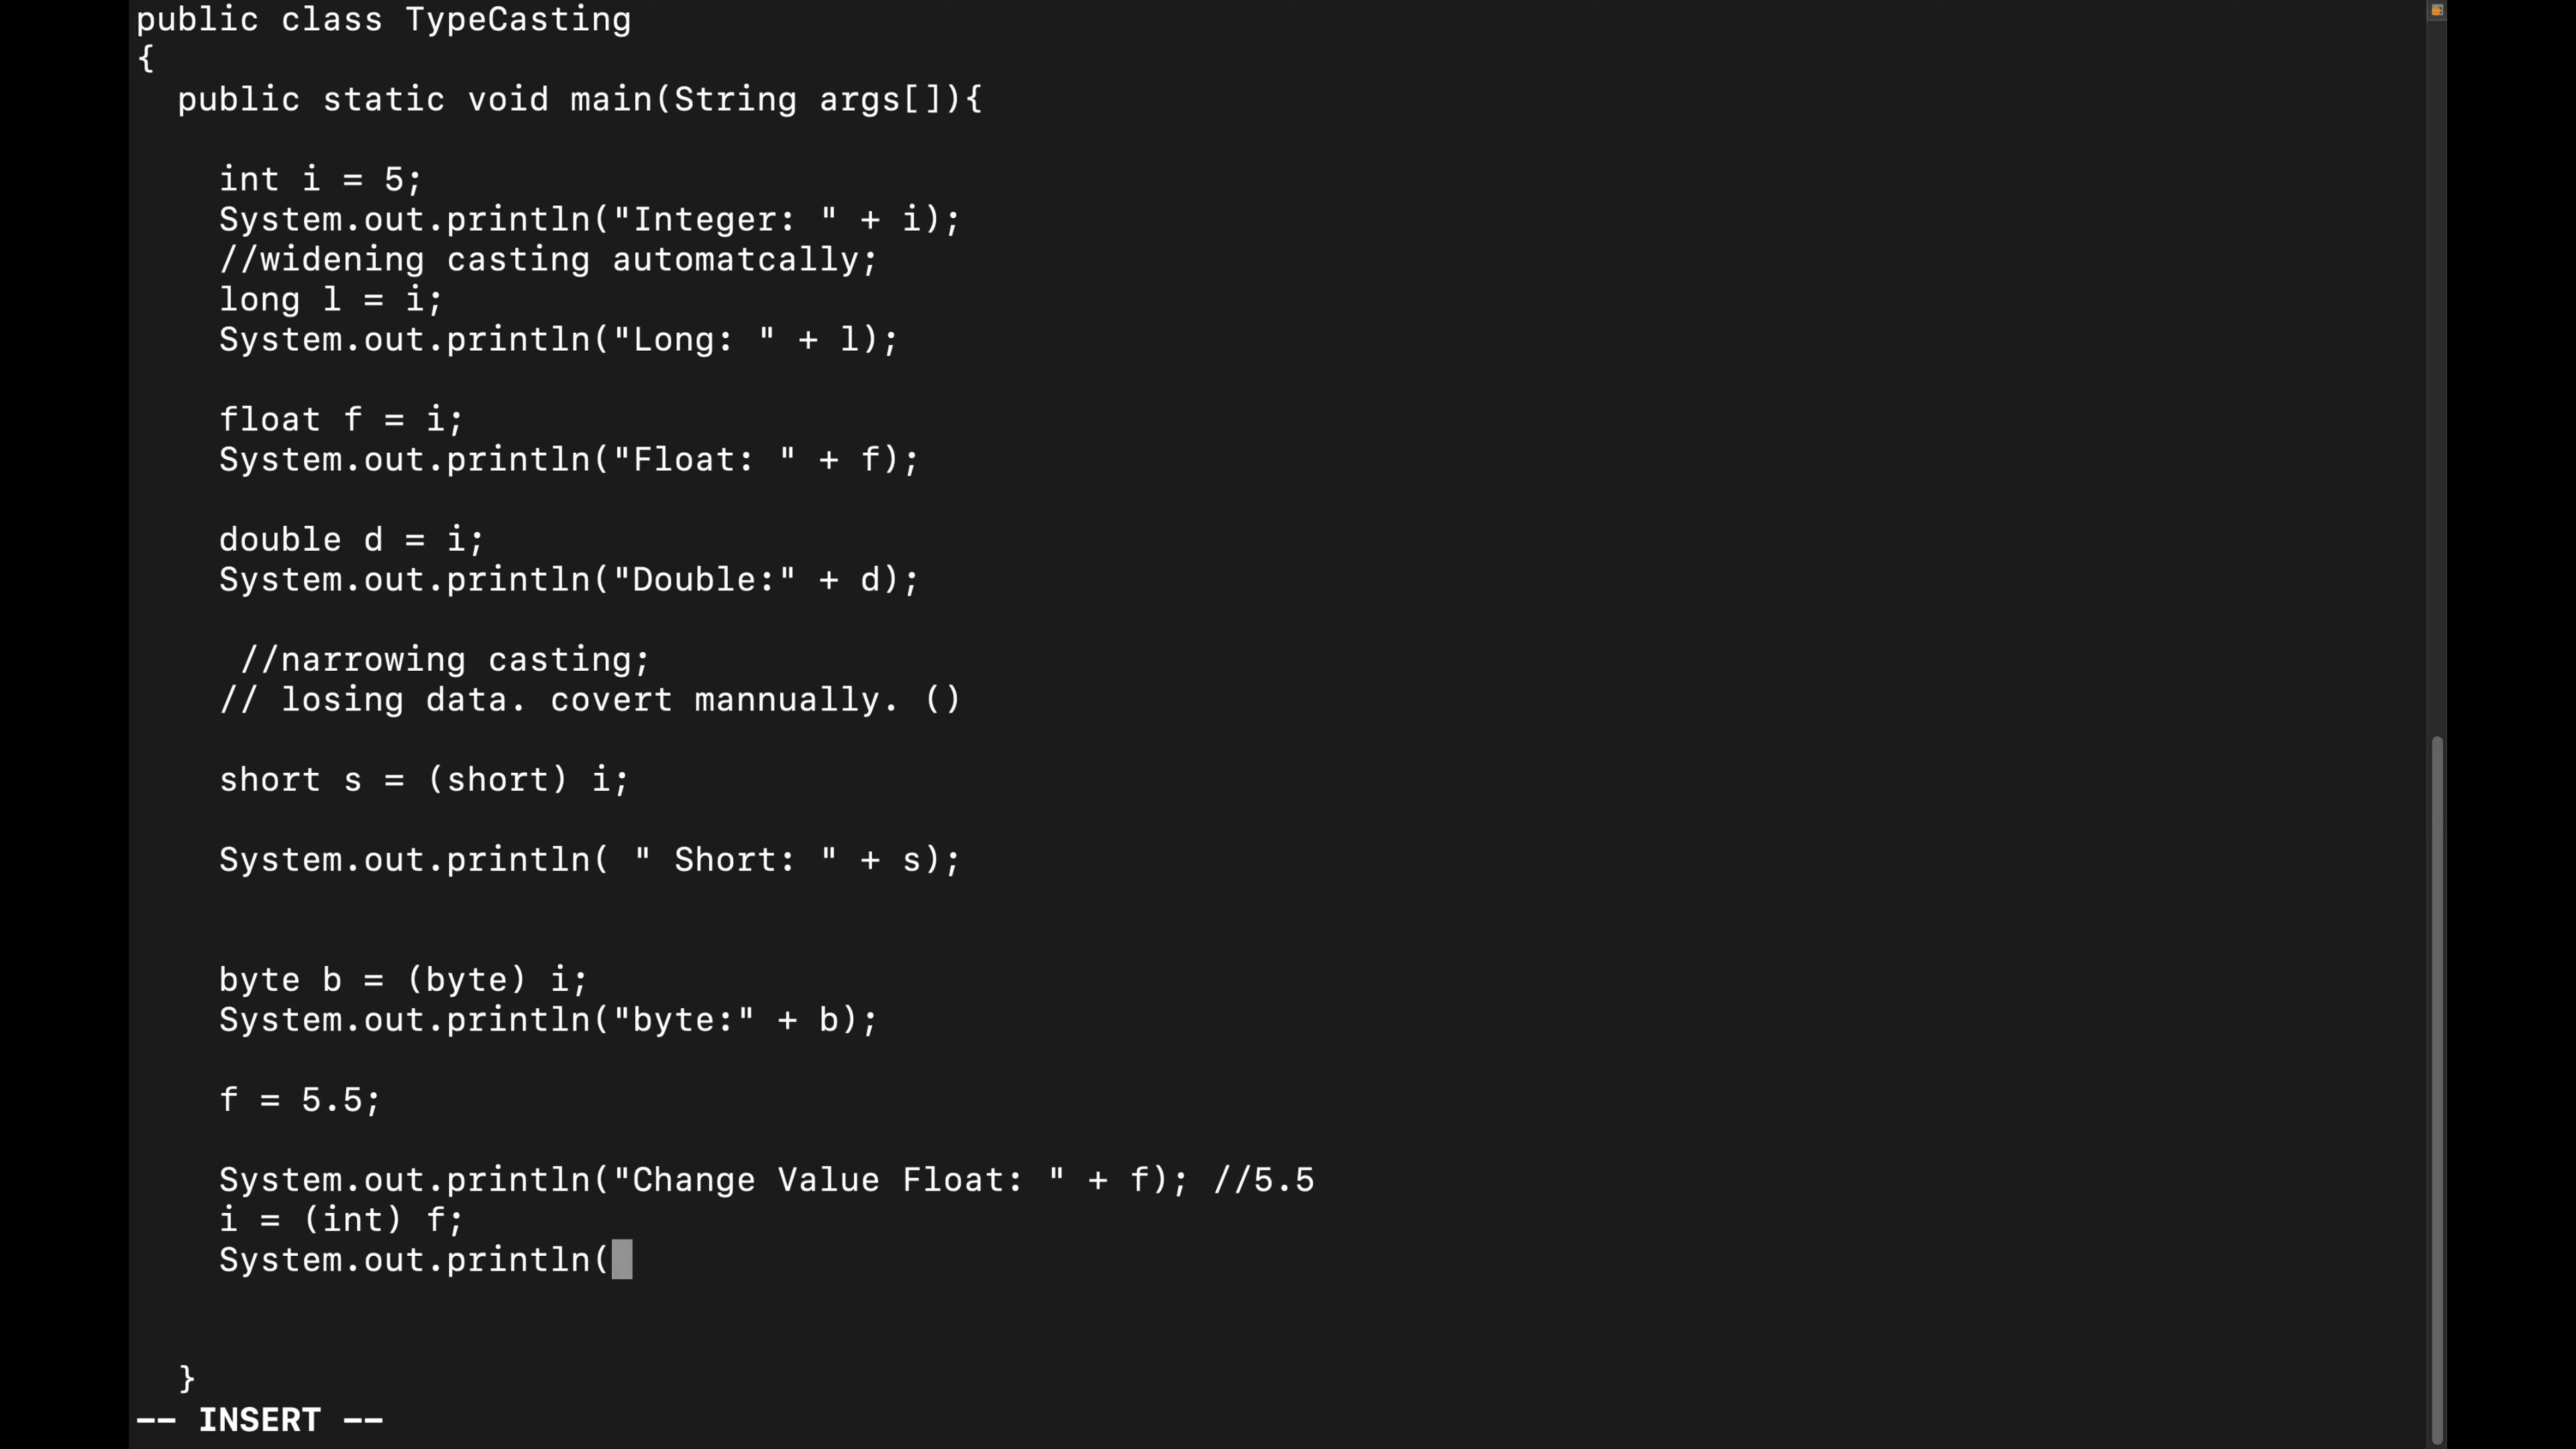 public class TypeCasting
{
public static void main(String args[]){
int i = 5;
System.out.println("Integer: " + i);
//widening casting automatcally;
long l = i;
System.out.println("Long: " + l);
float f = i;
System.out.println("Float: " + f);
double d = i;
System.out.println("Double:" + d);
//narrowing casting;
// losing data. covert mannually. ()
short s = (short) i;
System.out.println( " Short: " + s);
byte b = (byte) i;
System.out.println("byte:" + b);
f = 5.5;
System.out.println("Change Value Float: " + f); //5.5
i = (int) f;
System.out.println(
}
-- INSERT --